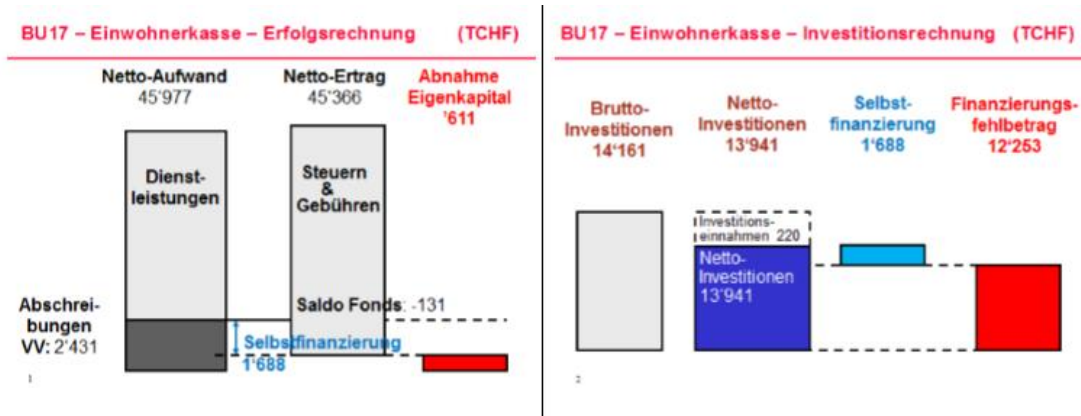 BU17 – Einwohnerkasse – Erfolgsrechnung (TCHF)
Netto-Aufwand
45'977
Netto-Ertrag
45'366
Abnahme
Eigenkapital
'611
Dienst-
leistungen
Steuern
&
Gebühren
Saldo Fonds: -131
Abschrei-
bungen
VV: 2'431
Selbstfinanzierung
1'688
1
BU17 – Einwohnerkasse – Investitionsrechnung (TCHF)
Brutto-
Investitionen
14'161
Netto-
Investitionen
13'941
Selbst-
finanzierung
1'688
Finanzierungs-
fehlbetrag
12'253
Investitions-
einnahmen 220
Netto-
Investitionen
13'941
2